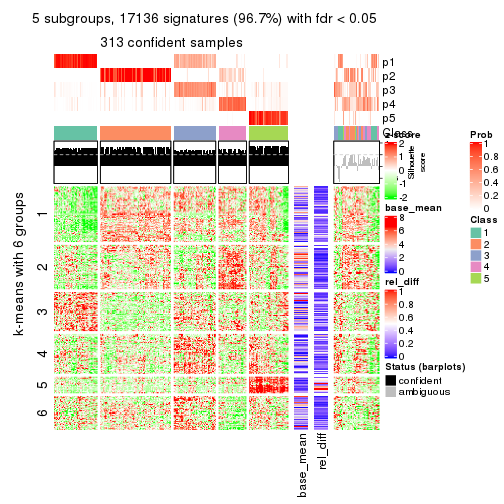 5 subgroups, 17136 signatures (96.7%) with fdr < 0.05
313 confident samples
p1
p2
p3
p4
p5
Class
z-score
2
1
0
-1
-2
Silhouette
score
Prob
1
0.8
0.6
0.4
0.2
0
base_mean
8
6
4
2
0
Class
1
2
3
4
5
rel_diff
1
0.8
0.6
0.4
0.2
0
Status (barplots)
confident
ambiguous
k-means with 6 groups
1
2
3
4
5
6
base_mean
rel_diff